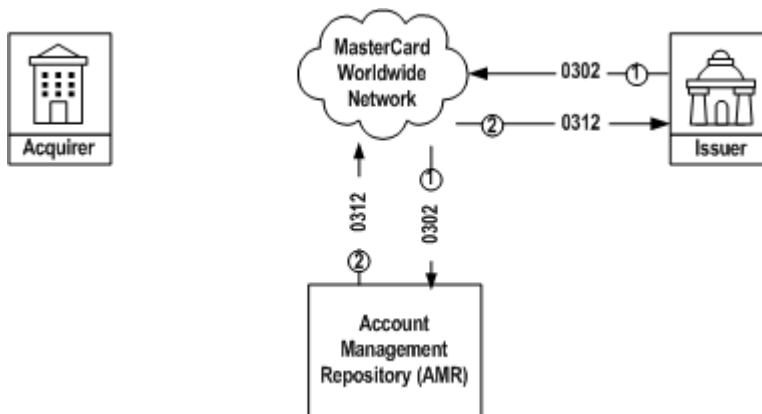 MasterCard
Worldwide
Network
0302
1
2
0312
Acquirer
Issuer
1
0312
0302
2
Account
Management
Repository (AMR)